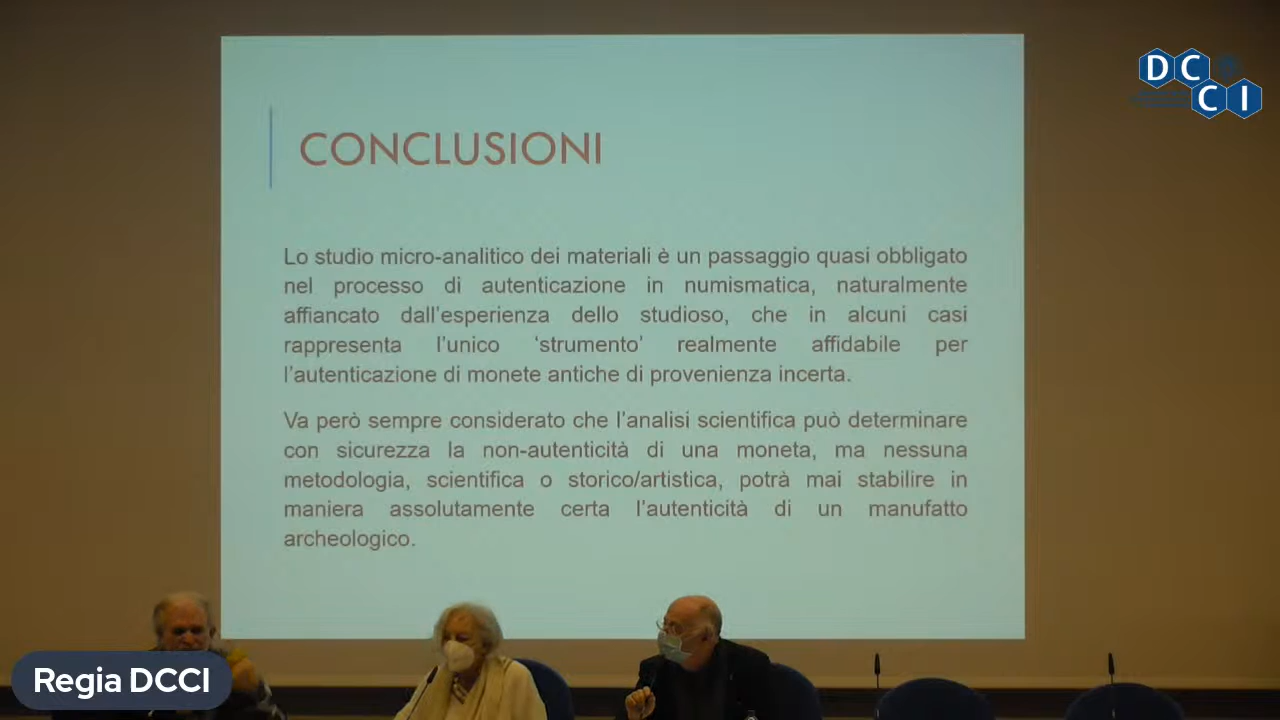 DC
CI
CONCLUSIONI
Lo studio micro-analitico dei materiali è un passaggio quasi obbligato
nel processo di autenticazione in numismatica, naturalmente
affiancato dall'esperienza dello studioso, che in alcuni casi
rappresenta l'unico 'strumento' realmente affidabile per
l'autenticazione di monete antiche di provenienza incerta.
Va però sempre considerato che l'analisi scientifica può determinare
con sicurezza la non-autenticità di una moneta, ma nessuna
metodologia, scientifica o storico/artistica, potrà mai stabilire in
maniera assolutamente certa l'autenticità di un manufatto
archeologico.
Regia DCCI